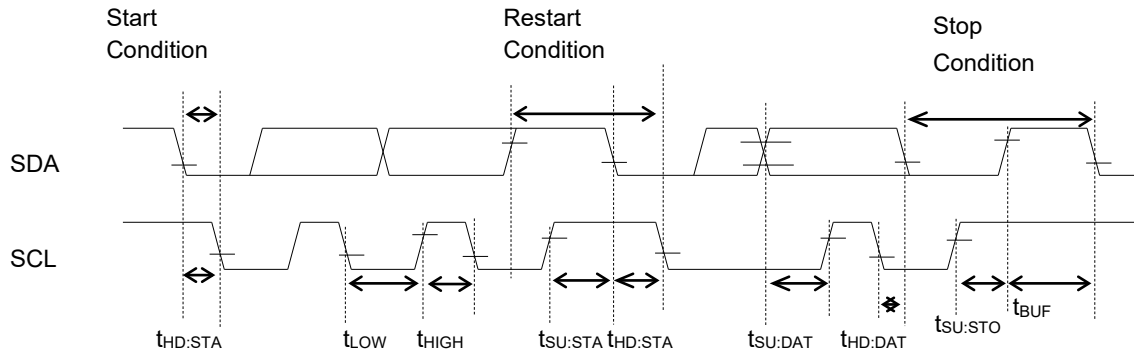 Start
Condition
Restart
Condition
Stop
Condition
SDA
SCL
tHD:STA
tLOW
tHIGH
tSU:STA
tHD:STA
tSU:DAT
tHD:DAT
tSU:STO
tBUF